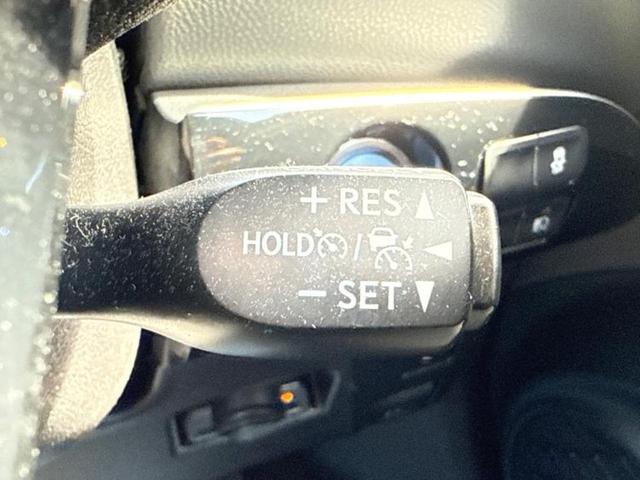 + RES ▲
HOLD / ◀
− SET ▼